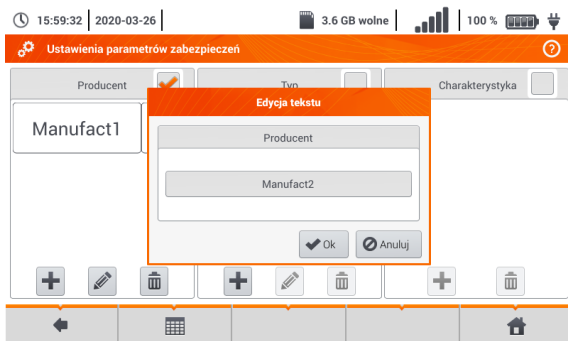 15:59:32 2020-03-26 3.6 GB wolne 100 %
Ustawienia parametrów zabezpieczeń
Producent Typ Charakterystyka
Edycja tekstu
Manufact1
Producent
Manufact2
Ok Anuluj